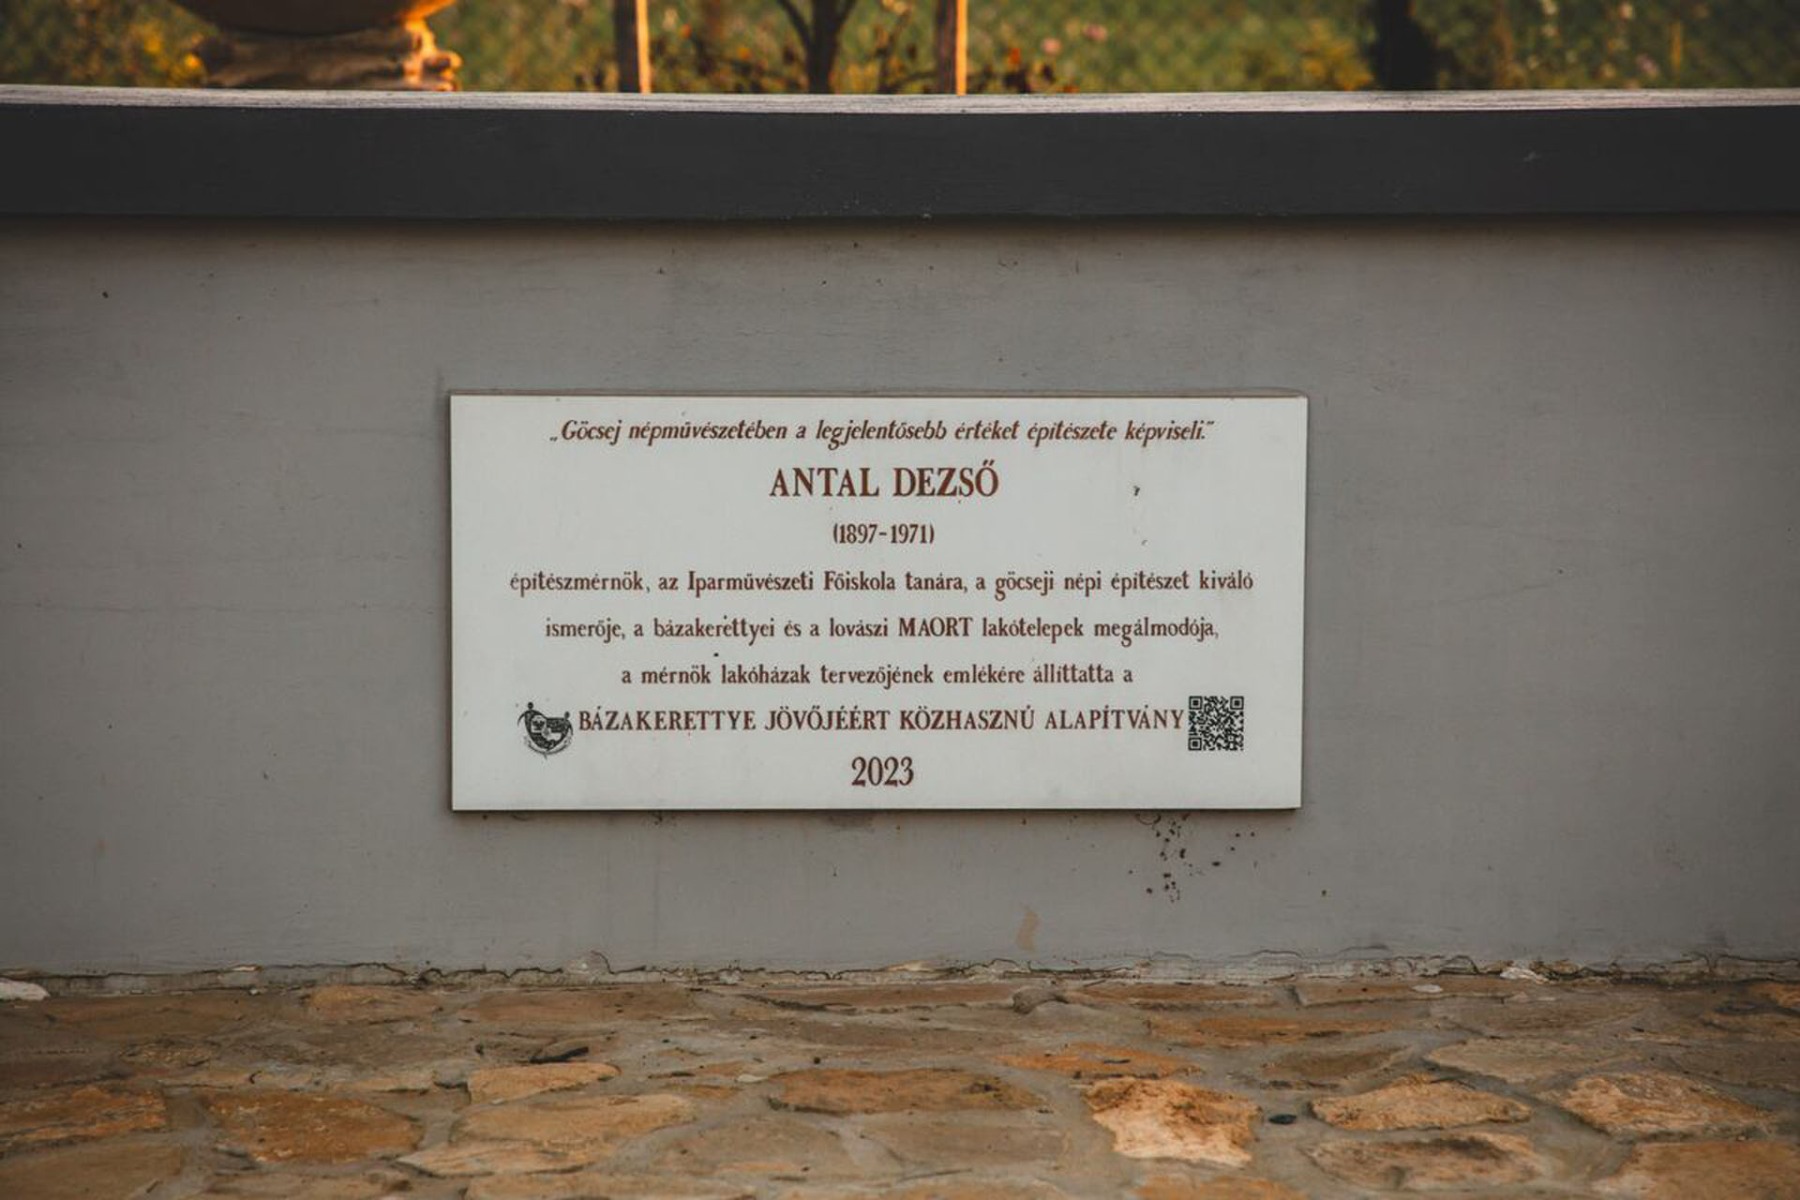 „Göcsej népművészetében a legjelentősebb értéket építészete képviseli.”
ANTAL DEZSŐ
(1897-1971)
építészmérnök, az Iparművészeti Főiskola tanára, a göcseji népi építészet kiváló
ismerője, a bázakerettyei és a lovászi MAORT lakótelepek megálmodója,
a mérnök lakóházak tervezőjének emlékére állíttatta a
BÁZAKERETTYE JÖVŐJÉÉRT KÖZHASZNÚ ALAPÍTVÁNY
2023